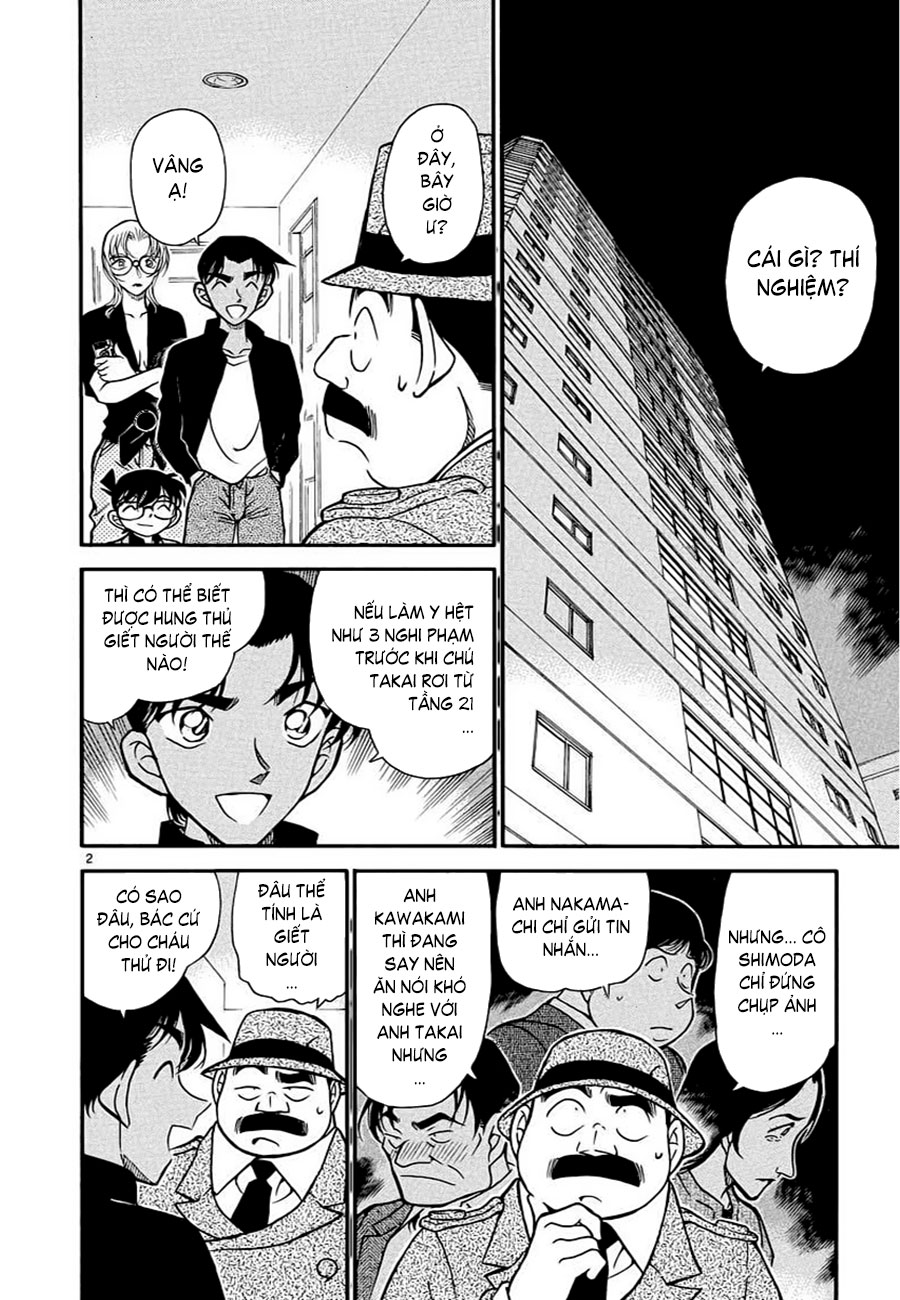 CÁI GÌ? THÍ
NGHIỆM?
Ở
ĐÂY,
BÂY
GIỜ
Ư?
VÂNG
Ạ!
NẾU LÀM Y HỆT
NHƯ 3 NGHI PHẠM
TRƯỚC KHI CHÚ
TAKAI RƠI TỪ
TẦNG 21
...
THÌ CÓ THỂ BIẾT
ĐƯỢC HUNG THỦ
GIẾT NGƯỜI THẾ
NÀO!
2
NHƯNG... CÔ
SHIMODA
CHỈ ĐỨNG
CHỤP ẢNH
...
ANH NAKAMA-
CHI CHỈ GỬI TIN
NHẮN...
ANH
KAWAKAMI
THÌ ĐANG
SAY NÊN
ĂN NÓI KHÓ
NGHE VỚI
ANH TAKAI
NHƯNG
...
ĐÂU THỂ
TÍNH LÀ
GIẾT
NGƯỜI
...
CÓ SAO
ĐÂU, BÁC CỨ
CHO CHÁU
THỬ ĐI!